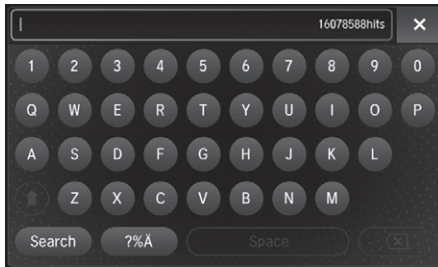 16078588hits ×
1 2 3 4 5 6 7 8 9 0
Q W E R T Y U I O P
A S D F G H J K L
Z X C V B N M
Search ?%Ä Space